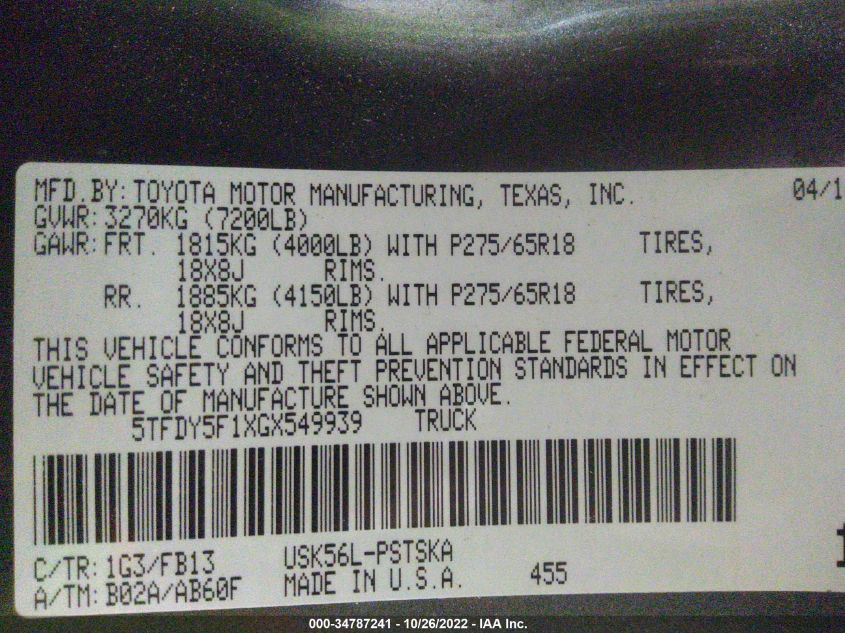 MFD.BY: TOYOTA MOTOR MANUFACTURING, TEXAS, INC. 04/1
GVWR: 3270KG (7200LB)
GAWR: FRT. 1815KG (4000LB) WITH P275/65R18 TIRES,
18X8J RIMS.
RR. 1885KG (4150LB) WITH P275/65R18 TIRES,
18X8J RIMS.
THIS VEHICLE CONFORMS TO ALL APPLICABLE FEDERAL MOTOR
VEHICLE SAFETY AND THEFT PREVENTION STANDARDS IN EFFECT ON
THE DATE OF MANUFACTURE SHOWN ABOVE.
5TFDY5F1XGX549939 TRUCK
C/TR: 1G3/FB13 USK56L-PSTSKA
A/TM: B02A/AB60F MADE IN U.S.A. 455
000-34787241 - 10/26/2022 - IAA Inc.